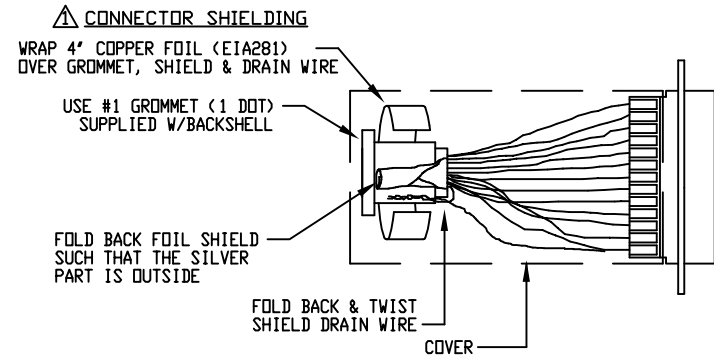 1 CONNECTOR SHIELDING
WRAP 4" COPPER FOIL (EIA281)
OVER GROMMET, SHIELD & DRAIN WIRE
USE #1 GROMMET (1 DOT)
SUPPLIED W/BACKSHELL
FOLD BACK FOIL SHIELD
SUCH THAT THE SILVER
PART IS OUTSIDE
FOLD BACK & TWIST
SHIELD DRAIN WIRE
COVER